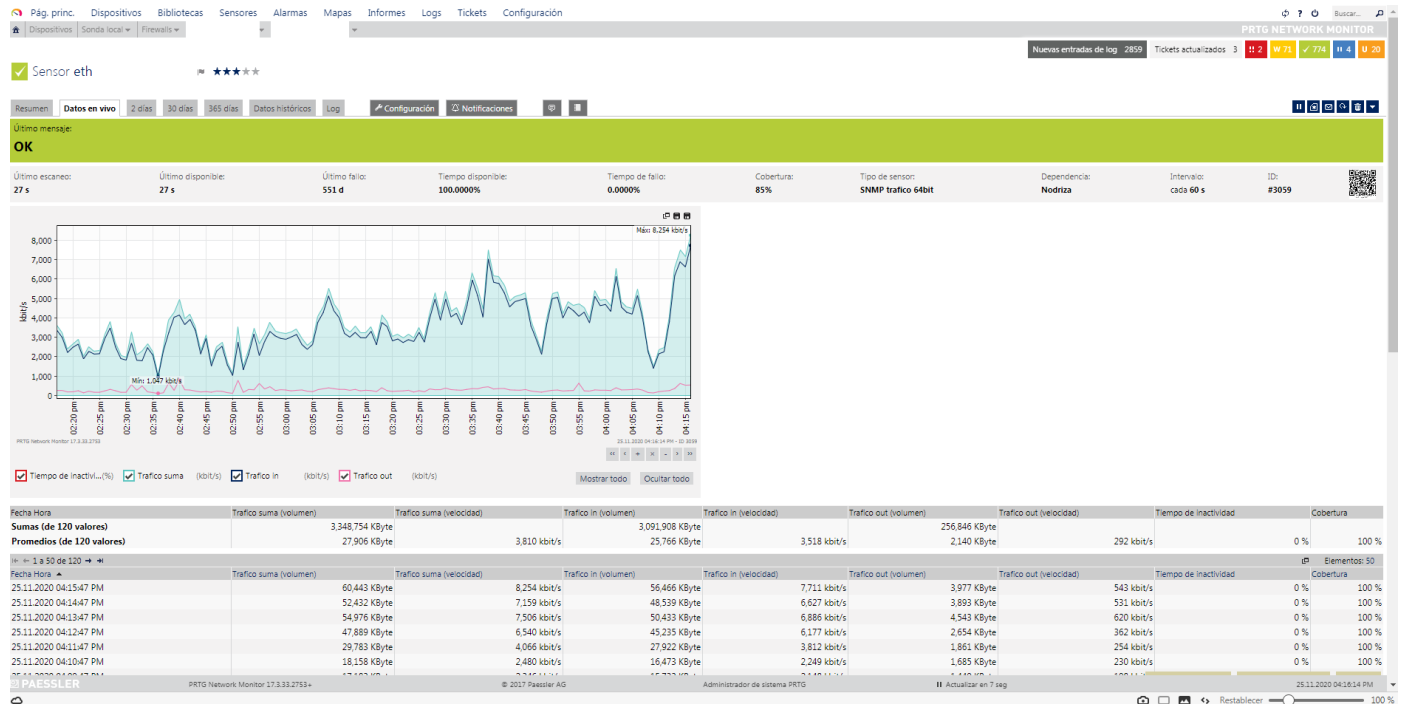 Pág. princ. Dispositivos Bibliotecas Sensores Alarmas Mapas Informes Logs Tickets Configuración ? Buscar...
Dispositivos Sonda local Firewalls PRTG NETWORK MONITOR
Nuevas entradas de log 2859 Tickets actualizados 3 !! 2 W 71 ✓ 774 II 4 U 20
Sensor eth ★★★★★
Resumen Datos en vivo 2 días 30 días 365 días Datos históricos Log Configuración Notificaciones
Último mensaje:
OK
Último escaneo: Último disponible: Último fallo: Tiempo disponible: Tiempo de fallo: Cobertura: Tipo de sensor: Dependencia: Intervalo: ID:
27 s 27 s 551 d 100.0000% 0.0000% 85% SNMP trafico 64bit Nodriza cada 60 s #3059
Máx: 8,254 kbit/s
8,000
7,000
6,000
5,000
4,000
3,000
2,000
1,000
0
kbit/s
Mín: 1,047 kbit/s
02:20 pm 02:25 pm 02:30 pm 02:35 pm 02:40 pm 02:45 pm 02:50 pm 02:55 pm 03:00 pm 03:05 pm 03:10 pm 03:15 pm 03:20 pm 03:25 pm 03:30 pm 03:35 pm 03:40 pm 03:45 pm 03:50 pm 03:55 pm 04:00 pm 04:05 pm 04:10 pm 04:15 pm
PRTG Network Monitor 17.3.33.2753 25.11.2020 04:16:14 PM - ID 3059
Tiempo de Inactivi...(%) Trafico suma (kbit/s) Trafico in (kbit/s) Trafico out (kbit/s) Mostrar todo Ocultar todo
Fecha Hora Trafico suma (volumen) Trafico suma (velocidad) Trafico in (volumen) Trafico in (velocidad) Trafico out (volumen) Trafico out (velocidad) Tiempo de inactividad Cobertura
Sumas (de 120 valores) 3,348,754 KByte 3,091,908 KByte 256,846 KByte
Promedios (de 120 valores) 27,906 KByte 3,810 kbit/s 25,766 KByte 3,518 kbit/s 2,140 KByte 292 kbit/s 0 % 100 %
1 a 50 de 120 Elementos: 50
Fecha Hora Trafico suma (volumen) Trafico suma (velocidad) Trafico in (volumen) Trafico in (velocidad) Trafico out (volumen) Trafico out (velocidad) Tiempo de inactividad Cobertura
25.11.2020 04:15:47 PM 60,443 KByte 8,254 kbit/s 56,466 KByte 7,711 kbit/s 3,977 KByte 543 kbit/s 0 % 100 %
25.11.2020 04:14:47 PM 52,432 KByte 7,159 kbit/s 48,539 KByte 6,627 kbit/s 3,893 KByte 531 kbit/s 0 % 100 %
25.11.2020 04:13:47 PM 54,976 KByte 7,506 kbit/s 50,433 KByte 6,886 kbit/s 4,543 KByte 620 kbit/s 0 % 100 %
25.11.2020 04:12:47 PM 47,889 KByte 6,540 kbit/s 45,235 KByte 6,177 kbit/s 2,654 KByte 362 kbit/s 0 % 100 %
25.11.2020 04:11:47 PM 29,783 KByte 4,066 kbit/s 27,922 KByte 3,812 kbit/s 1,861 KByte 254 kbit/s 0 % 100 %
25.11.2020 04:10:47 PM 18,158 KByte 2,480 kbit/s 16,473 KByte 2,249 kbit/s 1,685 KByte 230 kbit/s 0 % 100 %
PAESSLER PRTG Network Monitor 17.3.33.2753+ © 2017 Paessler AG Administrador de sistema PRTG Actualizar en 7 seg 25.11.2020 04:16:14 PM
Restablecer 100 %